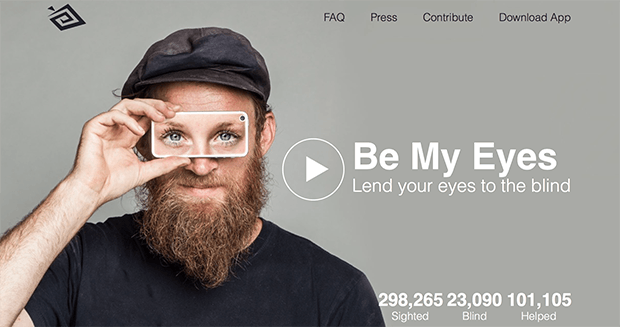 FAQ Press Contribute Download App
Be My Eyes
Lend your eyes to the blind
298,265 23,090 101,105
Sighted Blind Helped